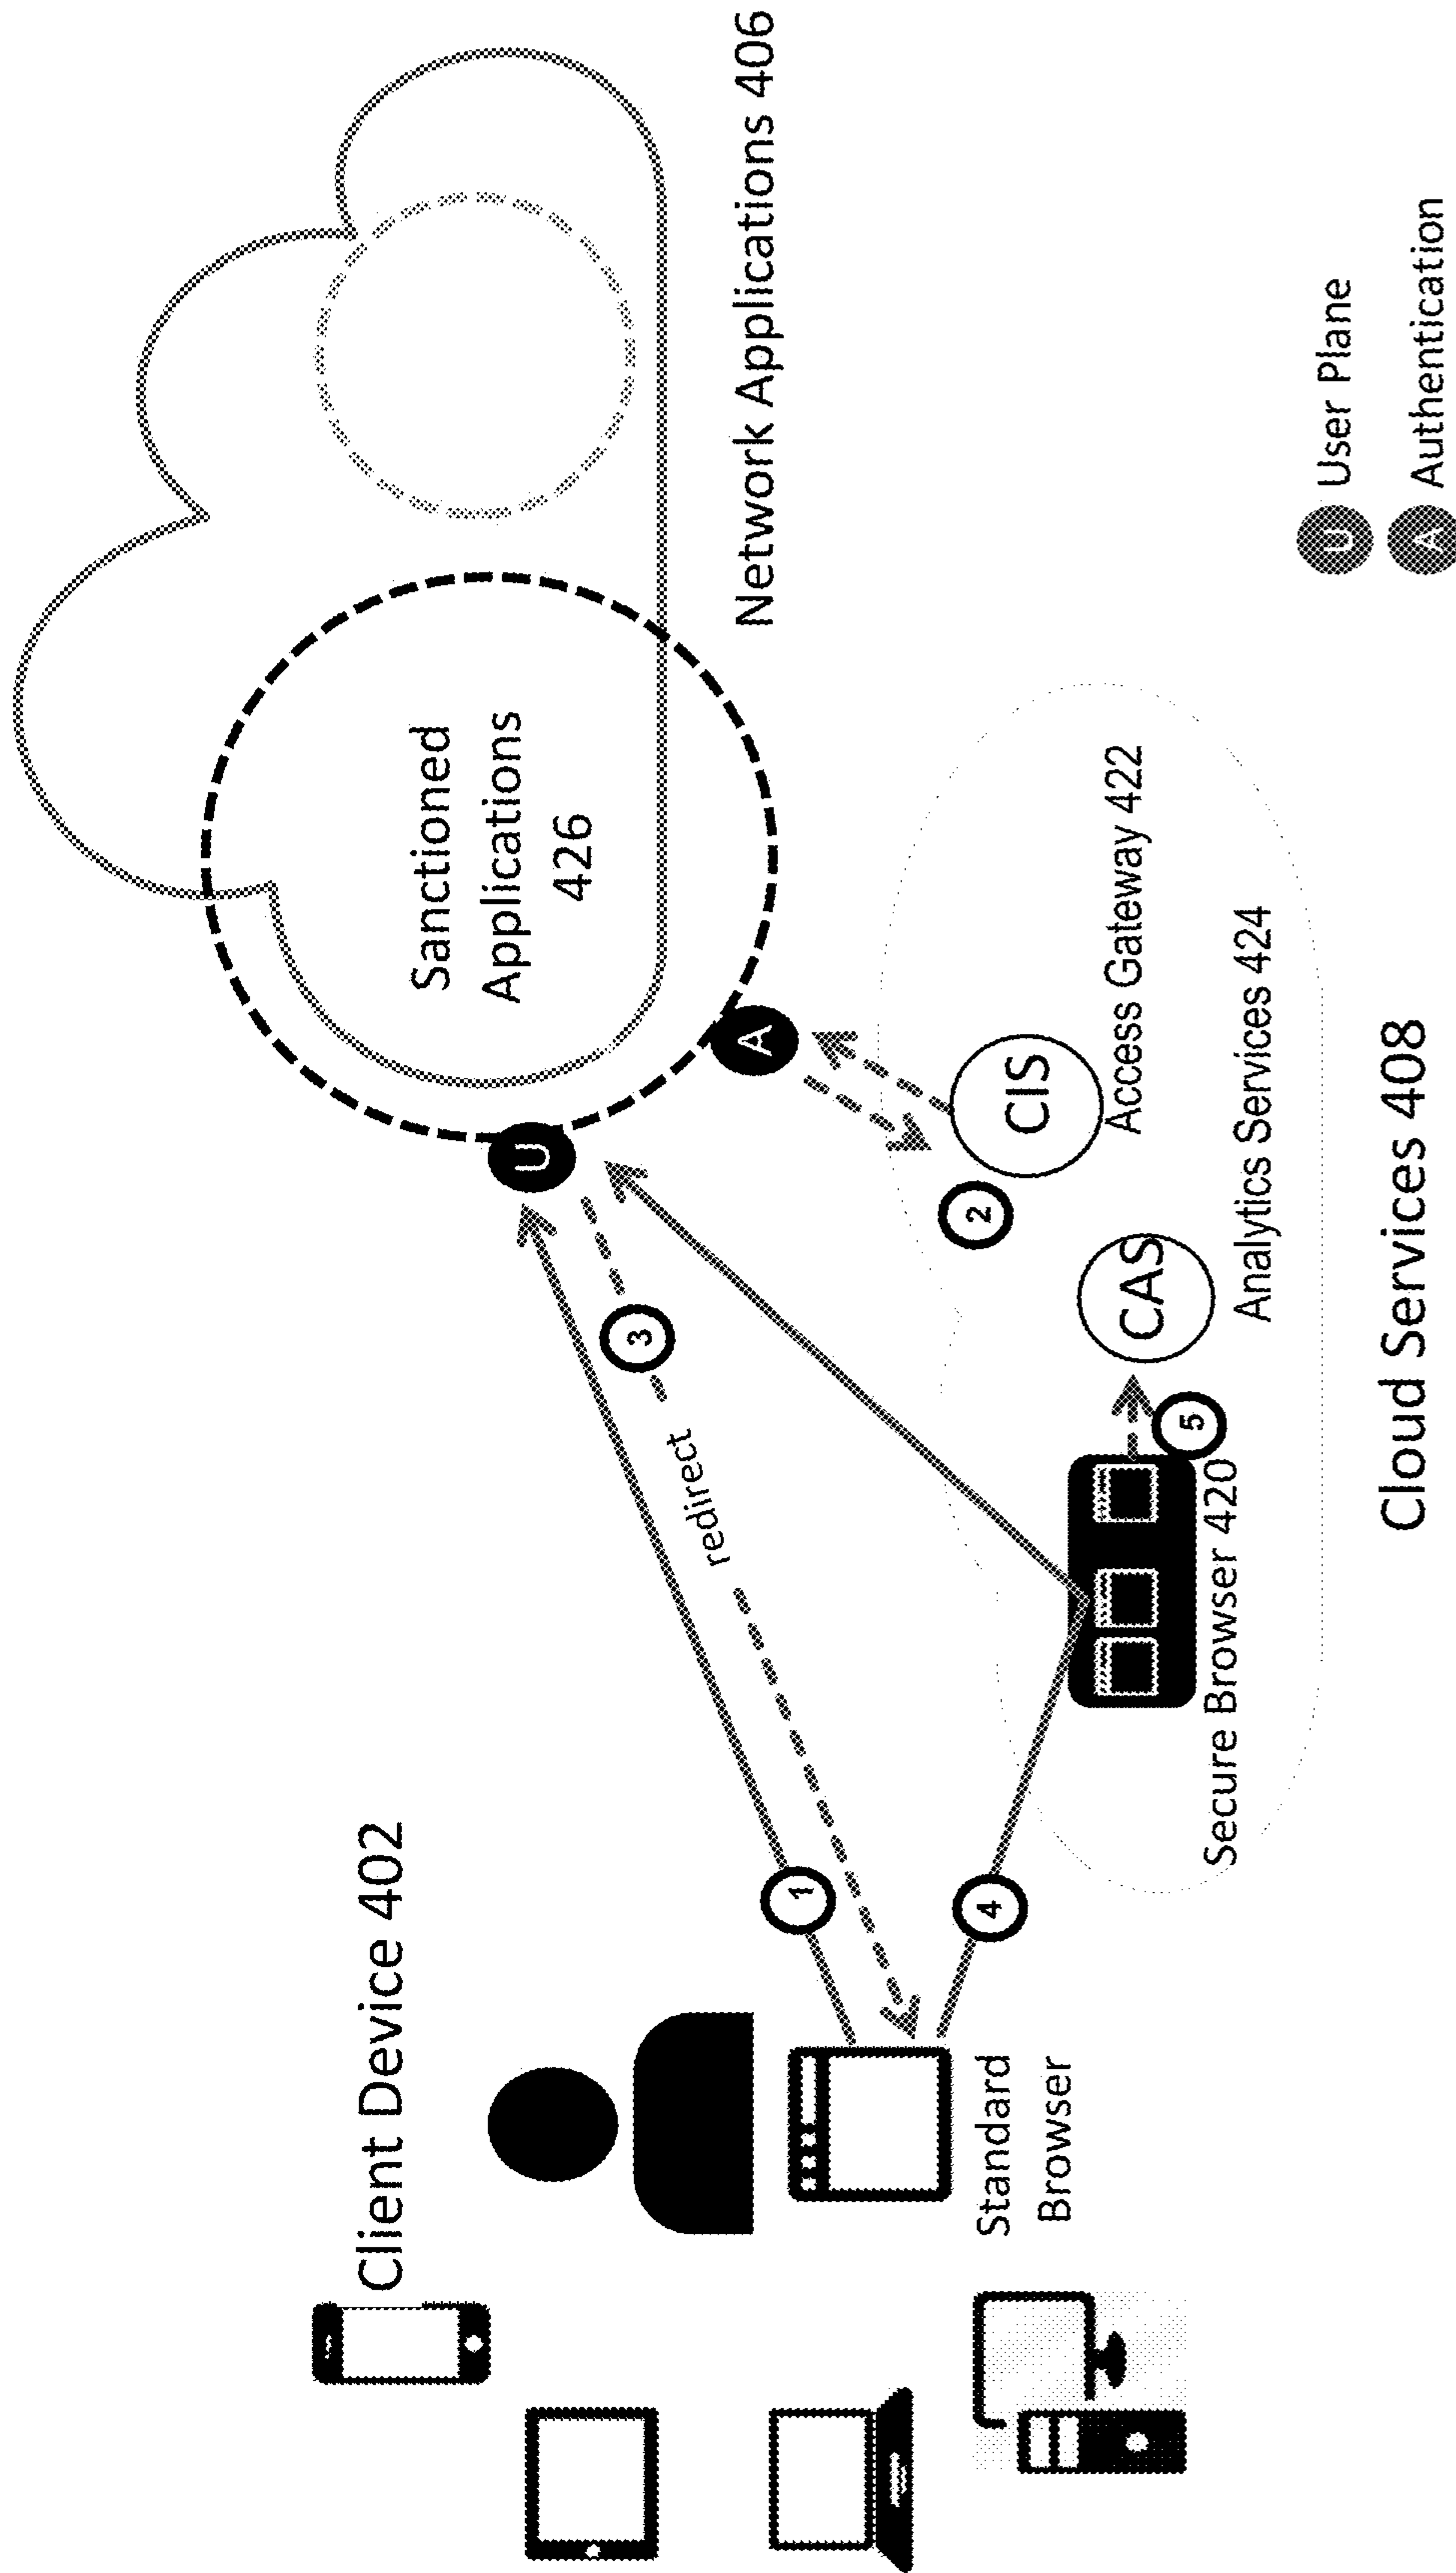 Client Device 402
Standard
Browser
1
redirect
3
4
U
A
Sanctioned
Applications
426
Network Applications 406
2
CIS
Access Gateway 422
CAS
Analytics Services 424
5
Secure Browser 420
Cloud Services 408
U User Plane
A Authentication